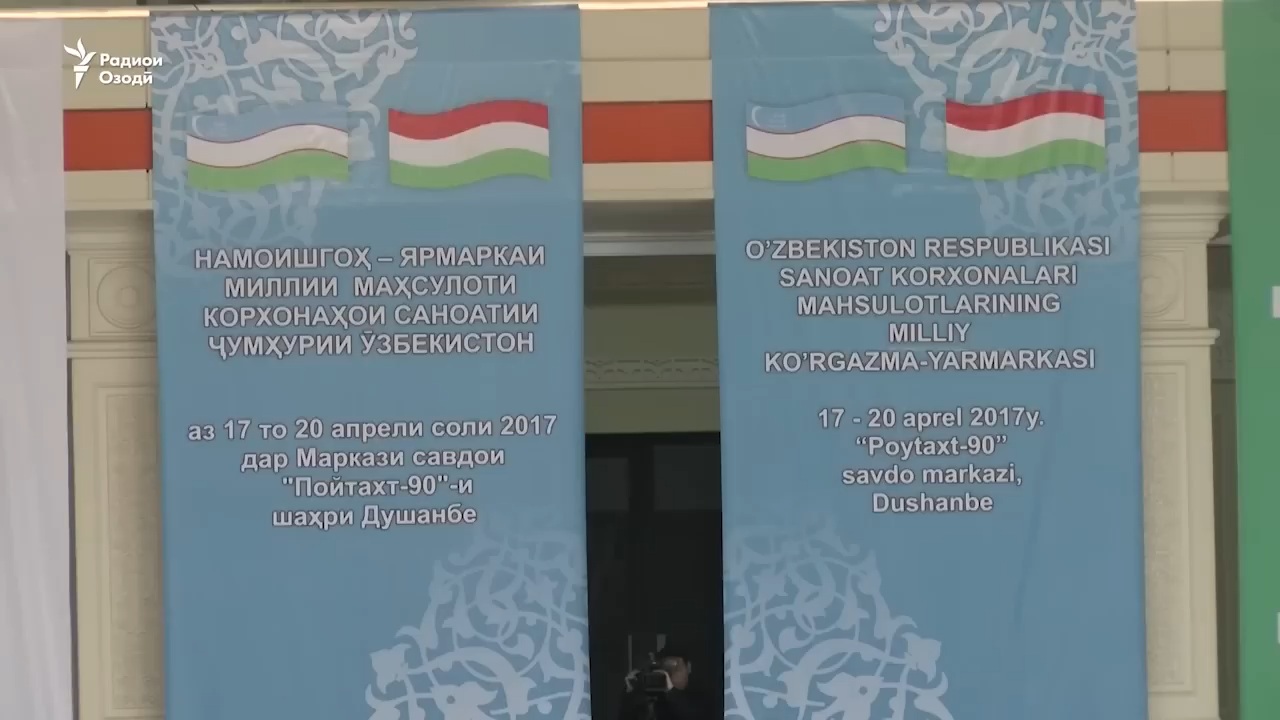 Радиои
Озодӣ
НАМОИШГОҲ – ЯРМАРКАИ
МИЛЛИИ МАҲСУЛОТИ
КОРХОНАҲОИ САНОАТИИ
ҶУМҲУРИИ ӮЗБЕКИСТОН
аз 17 то 20 апрели соли 2017
дар Маркази савдои
"Пойтахт-90"-и
шаҳри Душанбе
O’ZBEKISTON RESPUBLIKASI
SANOAT KORXONALARI
MAHSULOTLARINING
MILLIY
KO’RGAZMA-YARMARKASI
17 - 20 aprel 2017y.
“Poytaxt-90”
savdo markazi,
Dushanbe